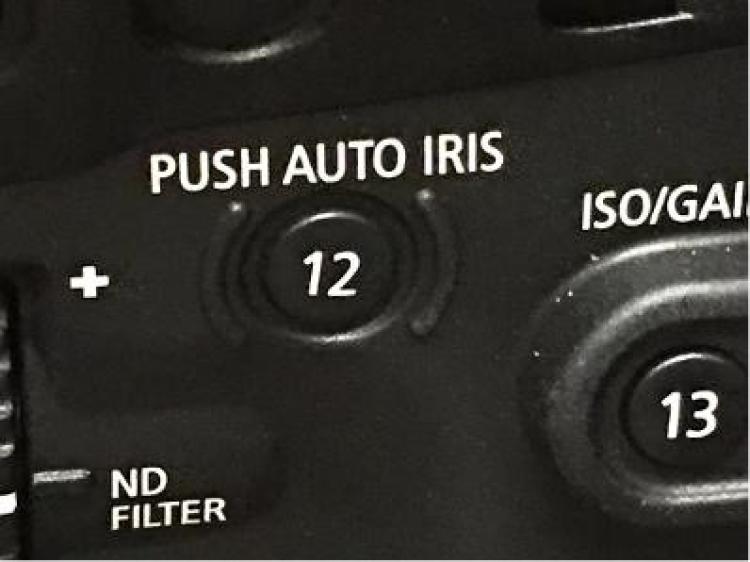 PUSH AUTO IRIS
ISO/GAI
12
+
13
ND
FILTER